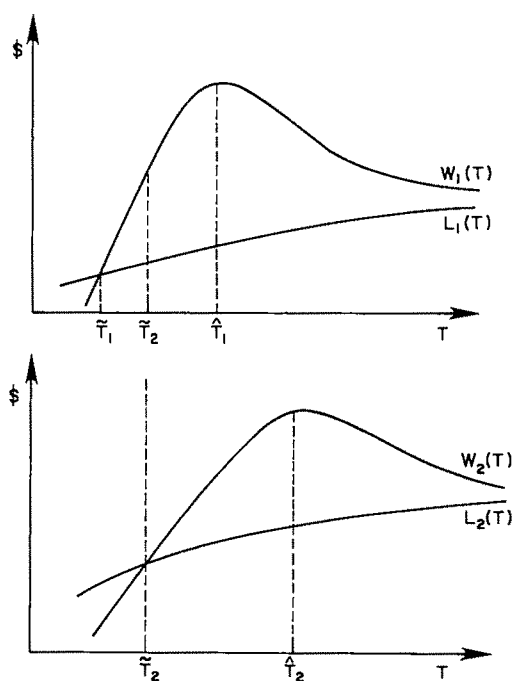 $
W₁(T)
L₁(T)
T̃₁ T̃₂ T̂₁ T
$
W₂(T)
L₂(T)
T̃₂ T̂₂ T